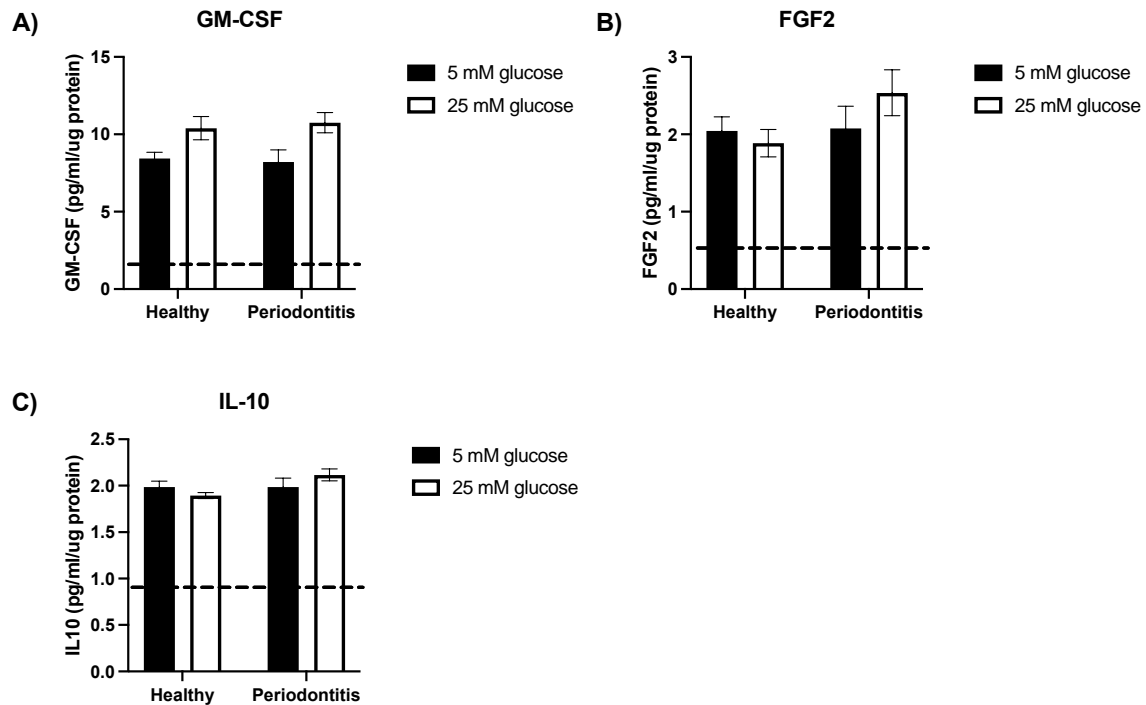 A)
GM-CSF
GM-CSF (pg/ml/ug protein)
15
10
5
0
Healthy Periodontitis
5 mM glucose
25 mM glucose
B)
FGF2
FGF2 (pg/ml/ug protein)
3
2
1
0
Healthy Periodontitis
5 mM glucose
25 mM glucose
C)
IL-10
IL10 (pg/ml/ug protein)
2.5
2.0
1.5
1.0
0.5
0.0
Healthy Periodontitis
5 mM glucose
25 mM glucose